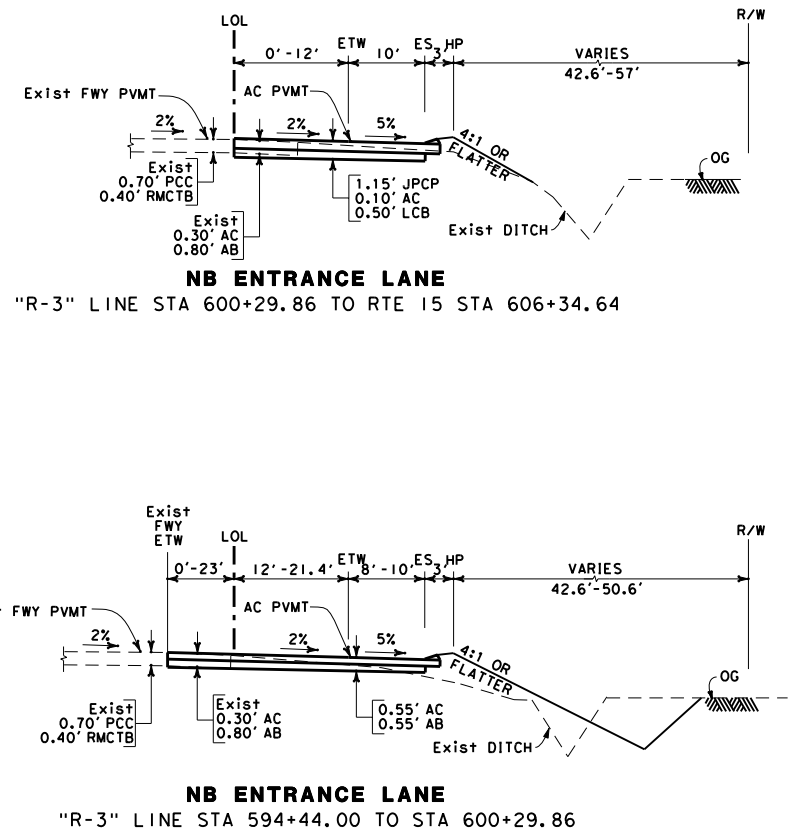 LOL
R/W
0'-12'
ETW
10'
ES
3'
HP
VARIES
42.6'-57'
Exist FWY PVMT
AC PVMT
2%
2%
5%
4:1 OR
FLATTER
OG
Exist
0.70' PCC
0.40' RMCTB
1.15' JPCP
0.10' AC
0.50' LCB
Exist DITCH
Exist
0.30' AC
0.80' AB
NB ENTRANCE LANE
"R-3" LINE STA 600+29.86 TO RTE 15 STA 606+34.64
Exist
FWY
ETW
LOL
R/W
0'-23'
12'-21.4'
ETW
8'-10'
ES
3'
HP
VARIES
42.6'-50.6'
FWY PVMT
AC PVMT
2%
2%
5%
4:1 OR
FLATTER
OG
Exist
0.70' PCC
0.40' RMCTB
Exist
0.30' AC
0.80' AB
0.55' AC
0.55' AB
Exist DITCH
NB ENTRANCE LANE
"R-3" LINE STA 594+44.00 TO STA 600+29.86